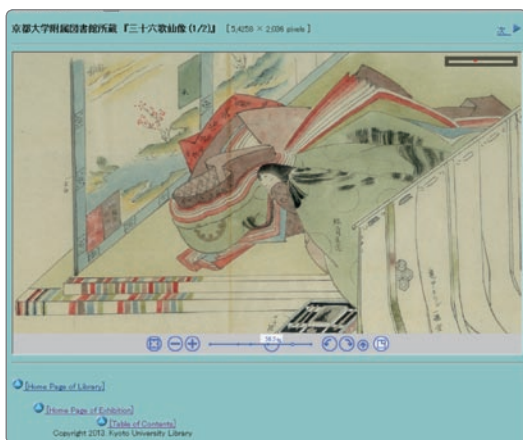 京都大学附属図書館所蔵 『三十六歌仙像(1/2)』 [ 5,4258 × 2,036 pixels ]
次
[Home Page of Library]
[Home Page of Exhibition]
[Table of Contents]
Copyright 2013. Kyoto University Library